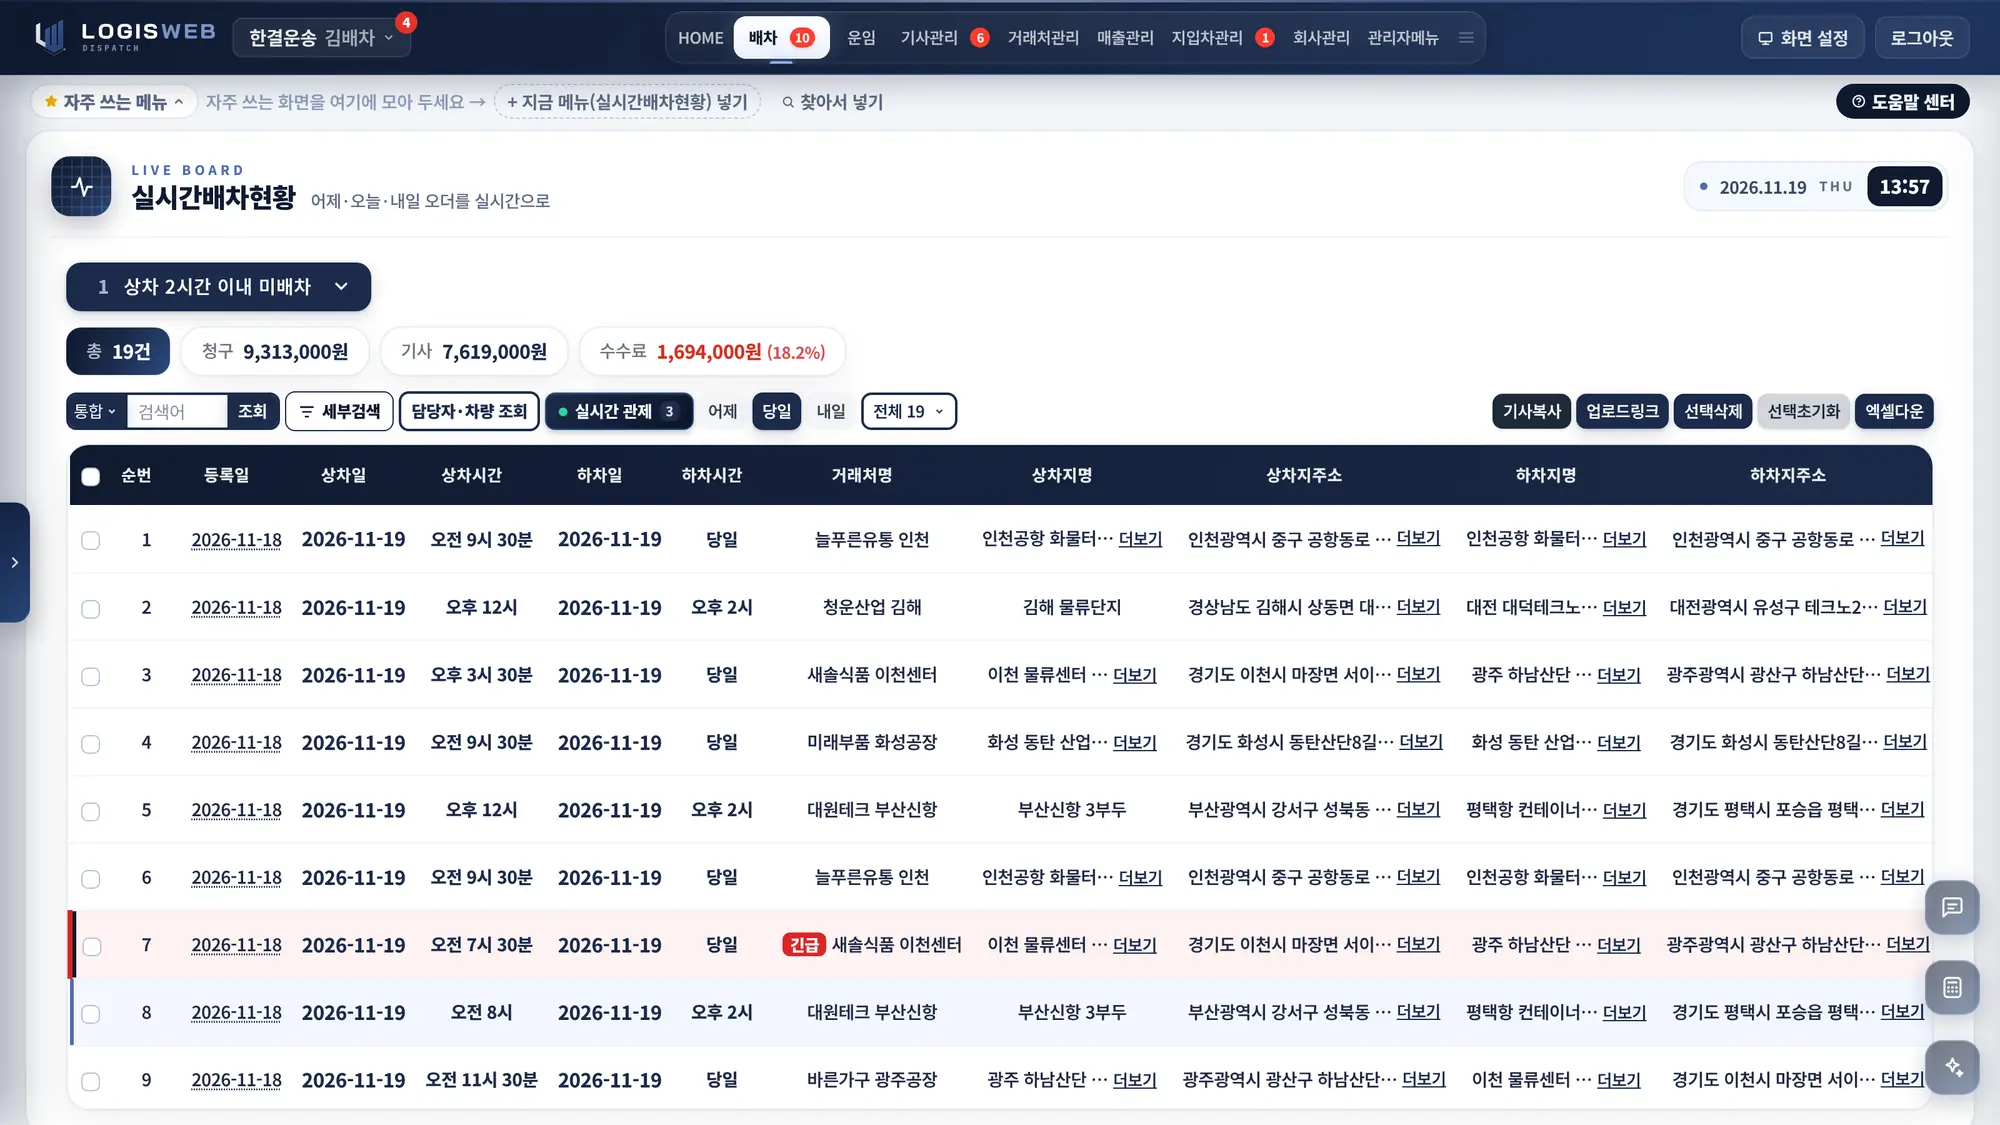 LOGISWEB
DISPATCH
한결운송 김배차 4
HOME 배차 10 운임 기사관리 6 거래처관리 매출관리 지입차관리 1 회사관리 관리자메뉴
화면 설정 로그아웃
자주 쓰는 메뉴 자주 쓰는 화면을 여기에 모아 두세요 → + 지금 메뉴(실시간배차현황) 넣기 찾아서 넣기 도움말 센터
LIVE BOARD
실시간배차현황 어제·오늘·내일 오더를 실시간으로
2026.11.19 THU 13:57
1 상차 2시간 이내 미배차
총 19건 청구 9,313,000원 기사 7,619,000원 수수료 1,694,000원 (18.2%)
통합 검색어 조회 세부검색 담당자·차량 조회 실시간 관제 3 어제 당일 내일 전체 19 기사복사 업로드링크 선택삭제 선택초기화 엑셀다운
순번 등록일 상차일 상차시간 하차일 하차시간 거래처명 상차지명 상차지주소 하차지명 하차지주소
1 2026-11-18 2026-11-19 오전 9시 30분 2026-11-19 당일 늘푸른유통 인천 인천공항 화물터… 더보기 인천광역시 중구 공항동로 … 더보기 인천공항 화물터… 더보기 인천광역시 중구 공항동로 … 더보기
2 2026-11-18 2026-11-19 오후 12시 2026-11-19 오후 2시 청운산업 김해 김해 물류단지 경상남도 김해시 상동면 대… 더보기 대전 대덕테크노… 더보기 대전광역시 유성구 테크노2… 더보기
3 2026-11-18 2026-11-19 오후 3시 30분 2026-11-19 당일 새솔식품 이천센터 이천 물류센터 … 더보기 경기도 이천시 마장면 서이… 더보기 광주 하남산단 … 더보기 광주광역시 광산구 하남산단… 더보기
4 2026-11-18 2026-11-19 오전 9시 30분 2026-11-19 당일 미래부품 화성공장 화성 동탄 산업… 더보기 경기도 화성시 동탄산단8길… 더보기 화성 동탄 산업… 더보기 경기도 화성시 동탄산단8길… 더보기
5 2026-11-18 2026-11-19 오후 12시 2026-11-19 오후 2시 대원테크 부산신항 부산신항 3부두 부산광역시 강서구 성북동 … 더보기 평택항 컨테이너… 더보기 경기도 평택시 포승읍 평택… 더보기
6 2026-11-18 2026-11-19 오전 9시 30분 2026-11-19 당일 늘푸른유통 인천 인천공항 화물터… 더보기 인천광역시 중구 공항동로 … 더보기 인천공항 화물터… 더보기 인천광역시 중구 공항동로 … 더보기
7 2026-11-18 2026-11-19 오전 7시 30분 2026-11-19 당일 긴급 새솔식품 이천센터 이천 물류센터 … 더보기 경기도 이천시 마장면 서이… 더보기 광주 하남산단 … 더보기 광주광역시 광산구 하남산단… 더보기
8 2026-11-18 2026-11-19 오전 8시 2026-11-19 오후 2시 대원테크 부산신항 부산신항 3부두 부산광역시 강서구 성북동 … 더보기 평택항 컨테이너… 더보기 경기도 평택시 포승읍 평택… 더보기
9 2026-11-18 2026-11-19 오전 11시 30분 2026-11-19 당일 바른가구 광주공장 광주 하남산단 … 더보기 광주광역시 광산구 하남산단… 더보기 이천 물류센터 … 더보기 경기도 이천시 마장면 서이… 더보기